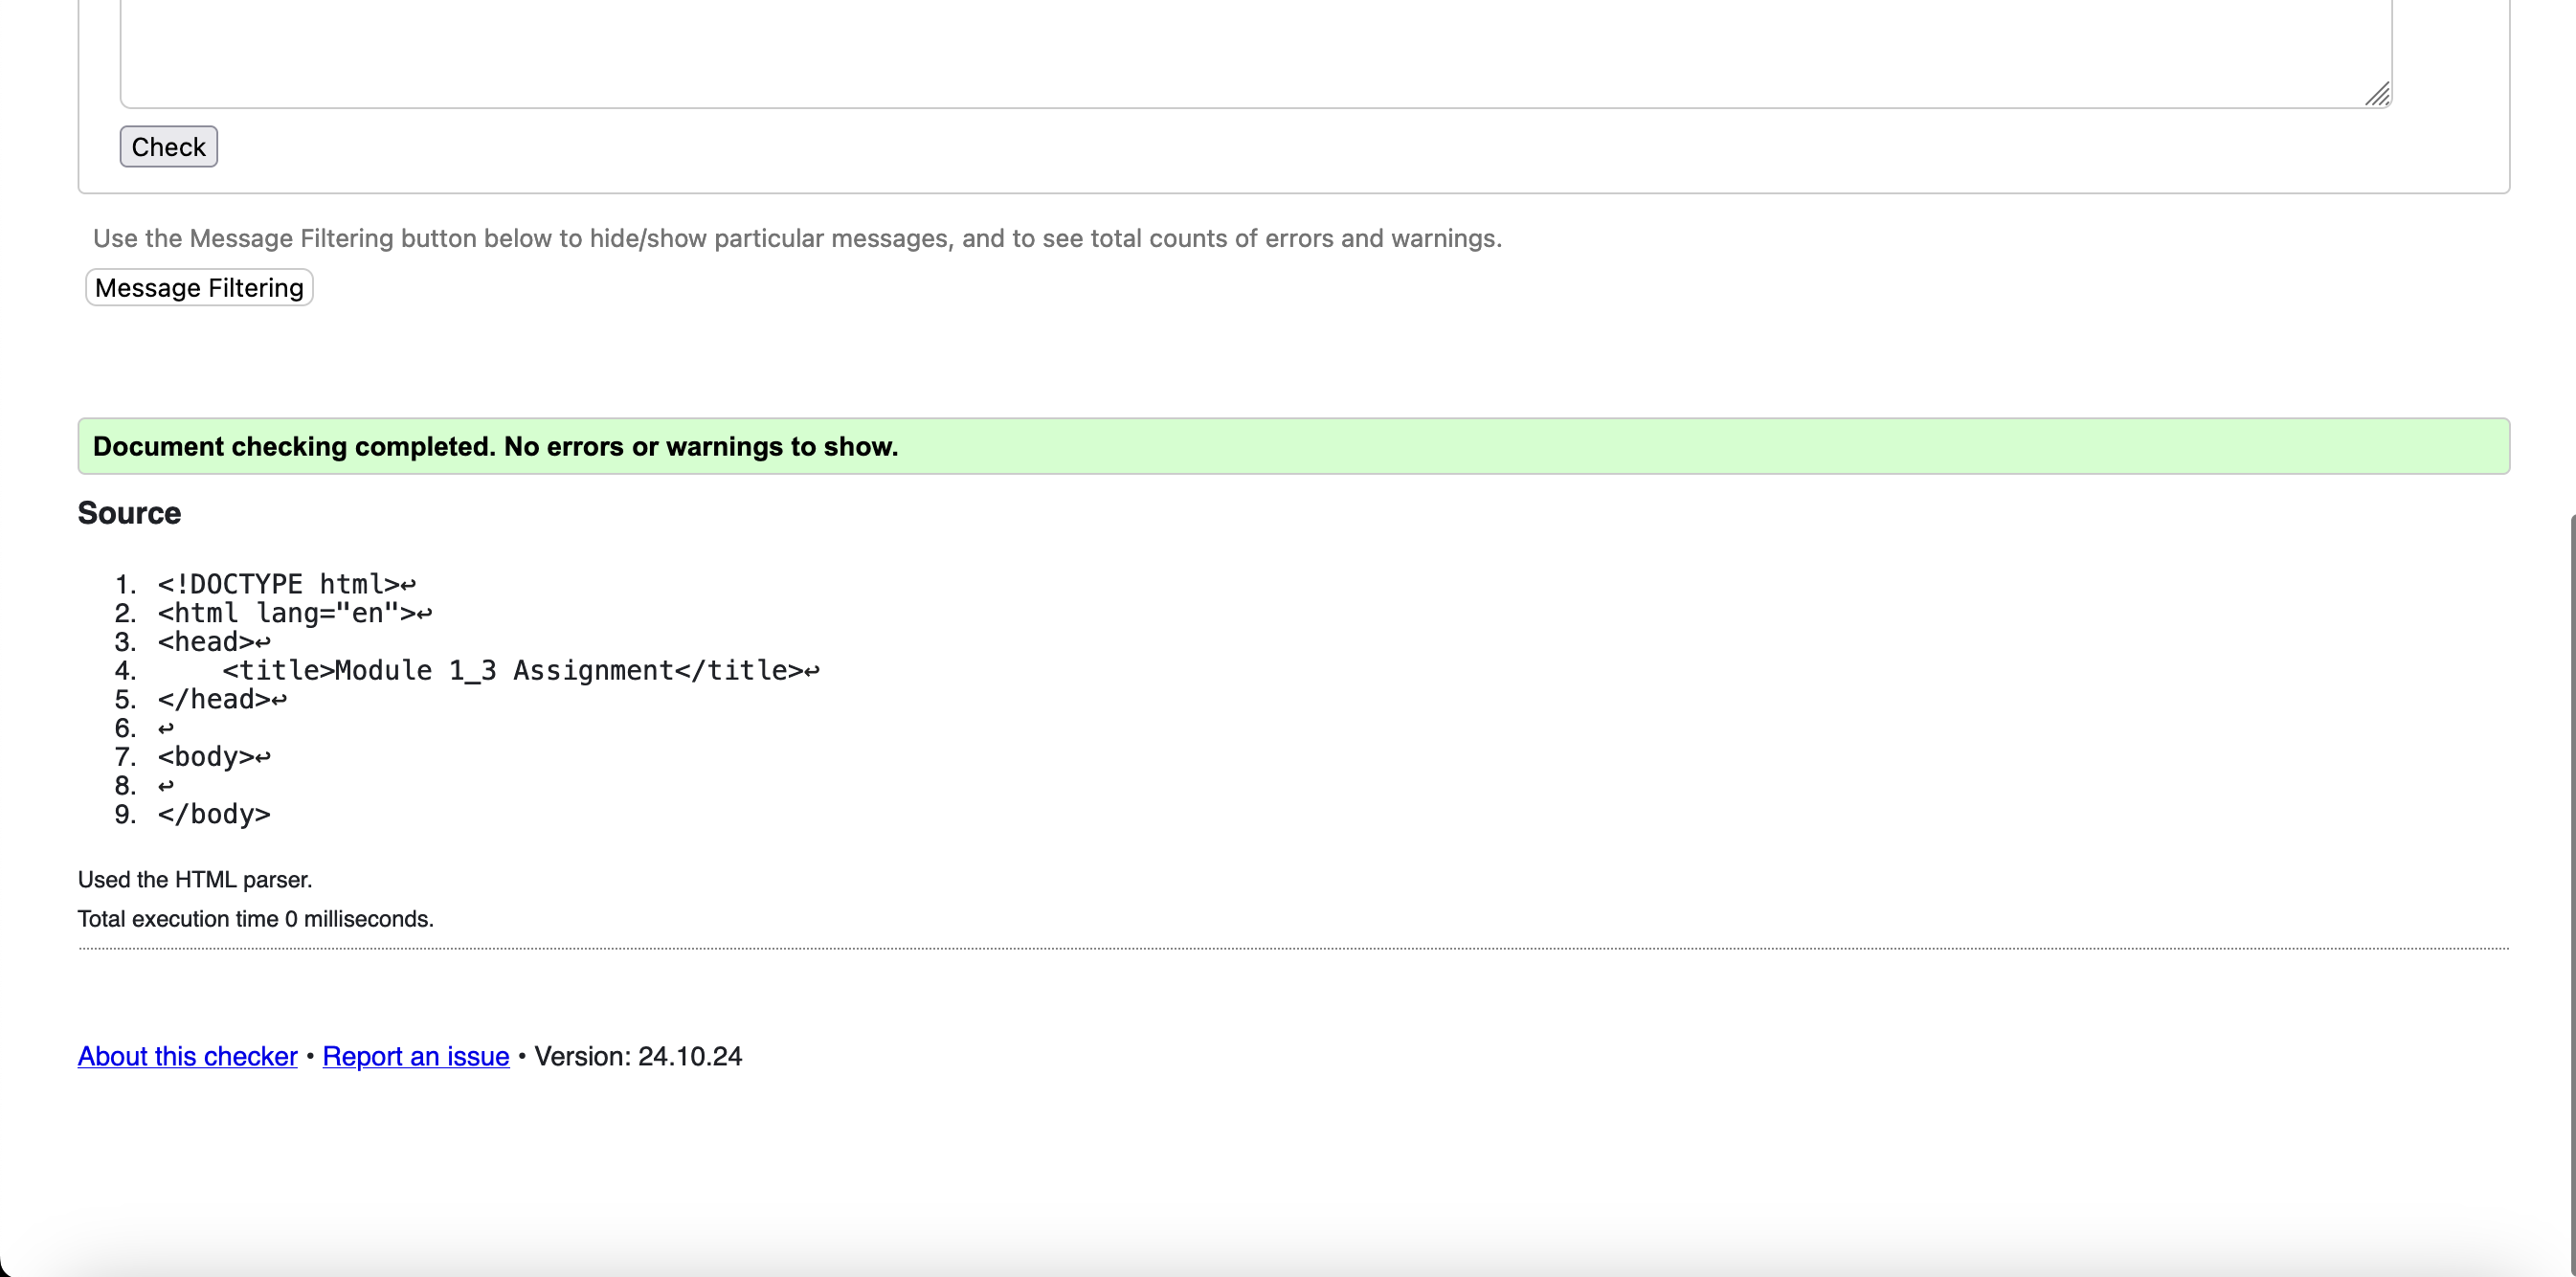 Check
Use the Message Filtering button below to hide/show particular messages, and to see total counts of errors and warnings.
Message Filtering
Document checking completed. No errors or warnings to show.
Source
1. <!DOCTYPE html>↩
2. <html lang="en">↩
3. <head>↩
4.     <title>Module 1_3 Assignment</title>↩
5. </head>↩
6. ↩
7. <body>↩
8. ↩
9. </body>
Used the HTML parser.
Total execution time 0 milliseconds.
About this checker • Report an issue • Version: 24.10.24